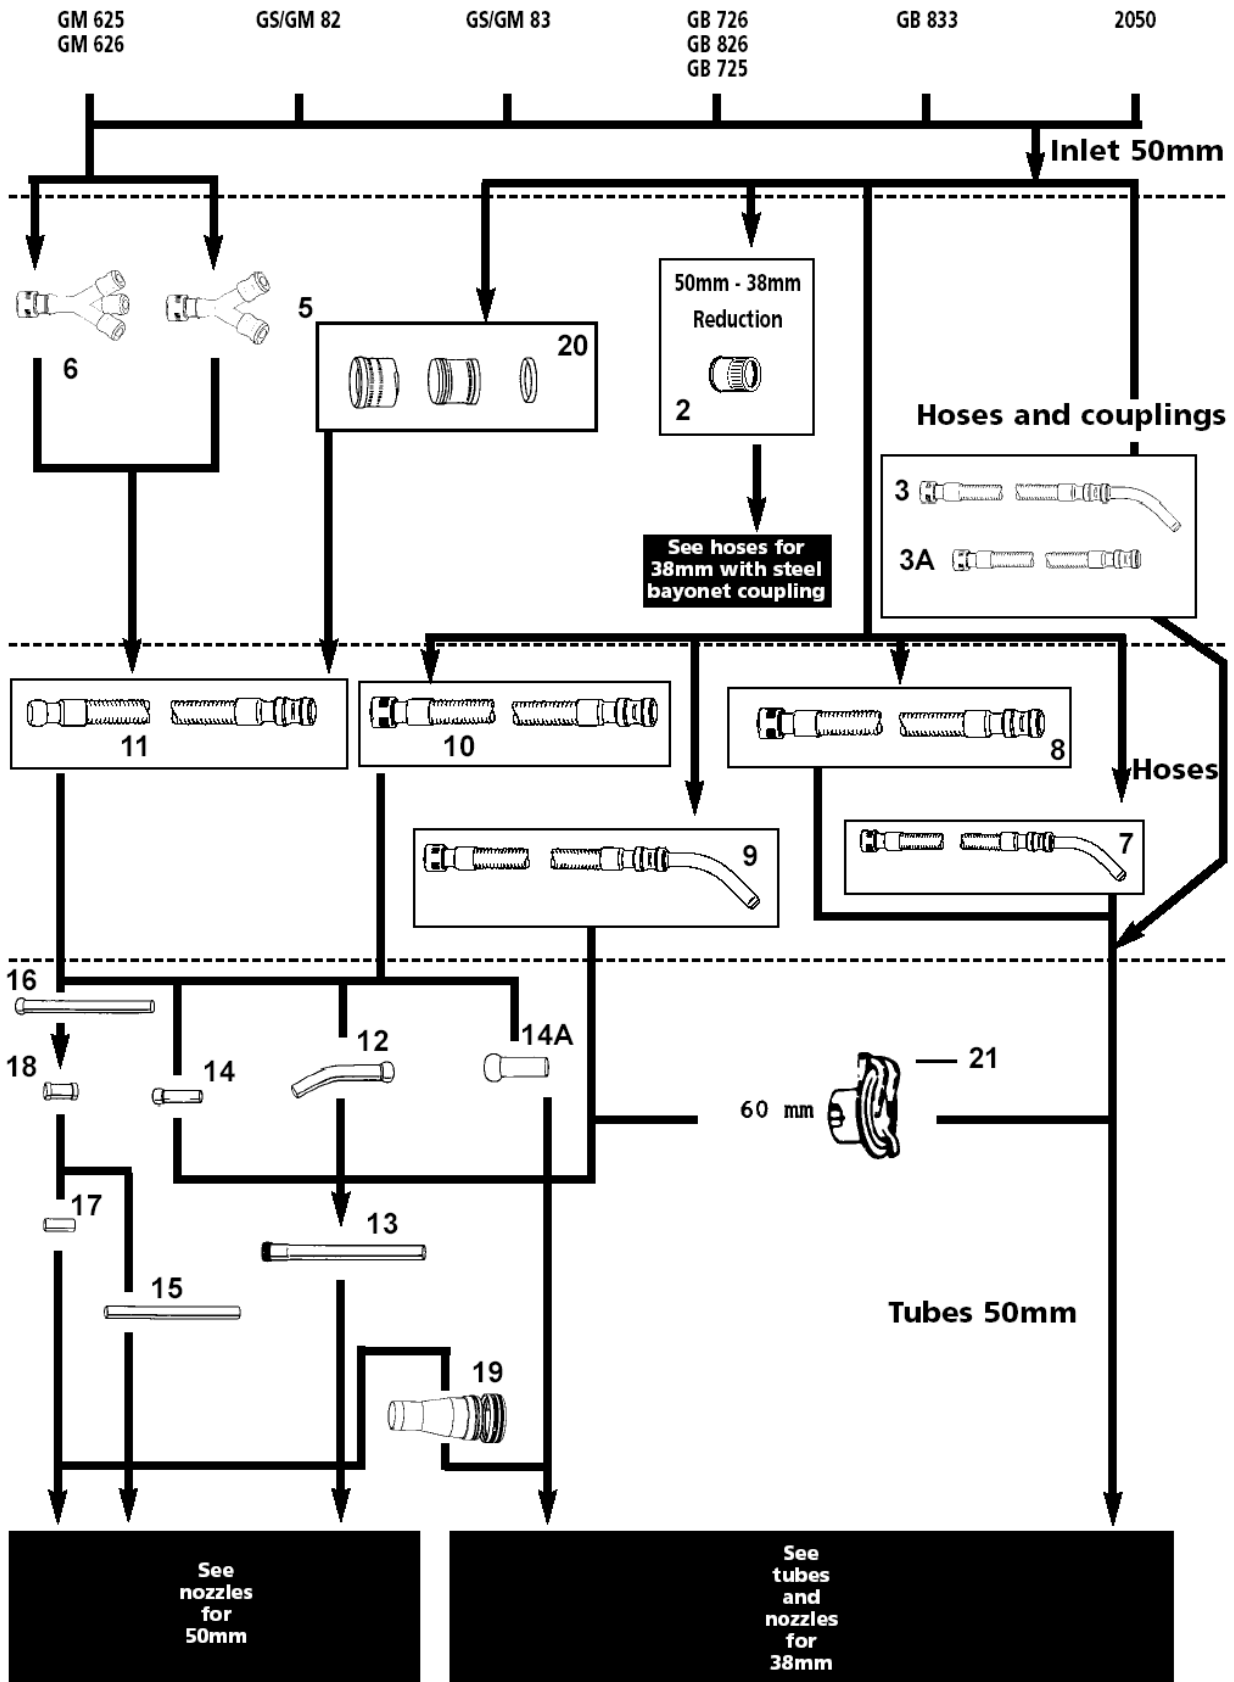 GM 625
GM 626
GS/GM 82
GS/GM 83
GB 726
GB 826
GB 725
GB 833
2050
Inlet 50mm
6
5
20
50mm - 38mm
Reduction
2
Hoses and couplings
3
3A
See hoses for
38mm with steel
bayonet coupling
11
10
8
Hoses
9
7
16
18
14
12
14A
21
60 mm
17
13
15
Tubes 50mm
19
See
nozzles
for
50mm
See
tubes
and
nozzles
for
38mm